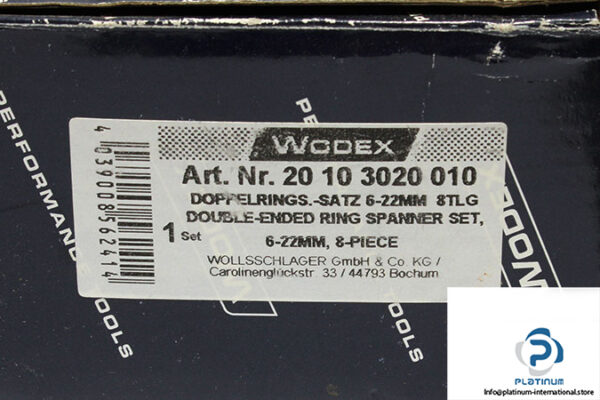 PERFORMANCE TOOLS
WODEX
Art. Nr. 20 10 3020 010
DOPPELRINGS.-SATZ 6-22MM 8TLG
DOUBLE-ENDED RING SPANNER SET,
1 Set
6-22MM, 8-PIECE
WOLLSSCHLÄGER GmbH & Co KG /
Carolinenglückstr 33 / 44793 Bochum
4 039008 562414
WODEX
PLATINUM
Info@platinum-international.store